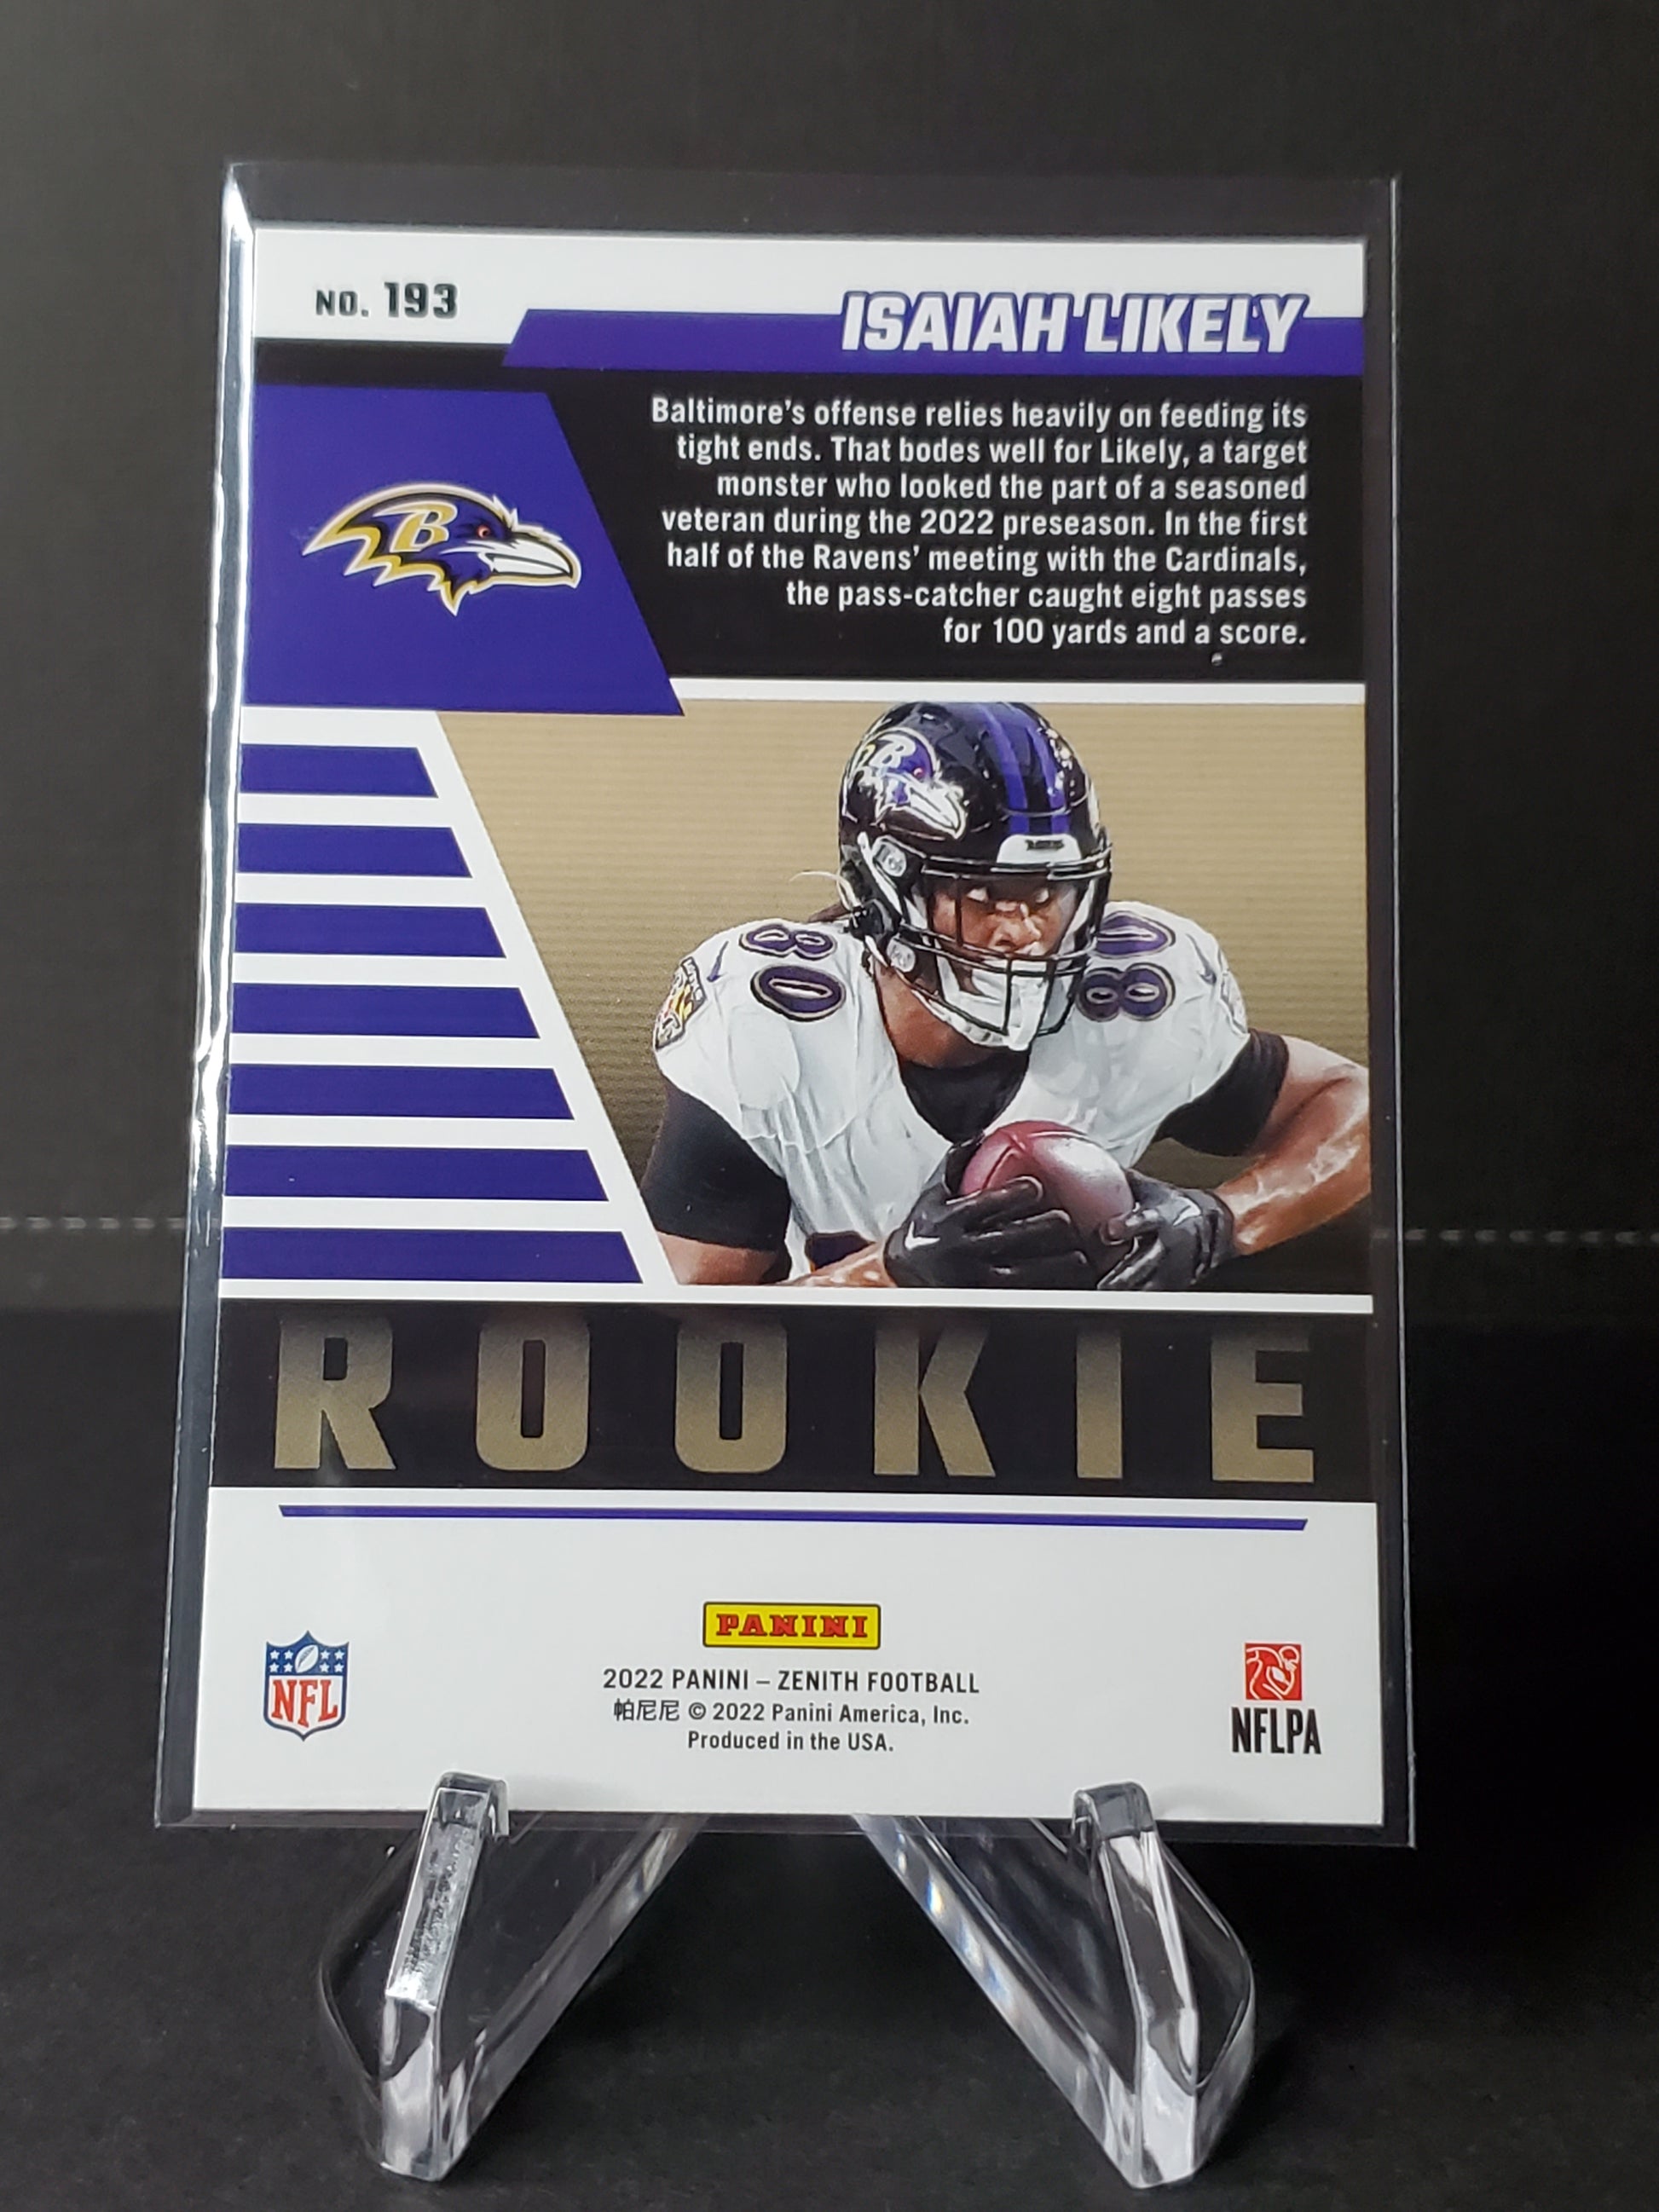 NO. 193
ISAIAH LIKELY
Baltimore's offense relies heavily on feeding its
tight ends. That bodes well for Likely, a target
monster who looked the part of a seasoned
veteran during the 2022 preseason. In the first
half of the Ravens' meeting with the Cardinals,
the pass-catcher caught eight passes
for 100 yards and a score.
B
B
80
80
ROOKIE
PANINI
2022 PANINI – ZENITH FOOTBALL
帕尼尼 © 2022 Panini America, Inc.
Produced in the USA.
NFL
NFLPA